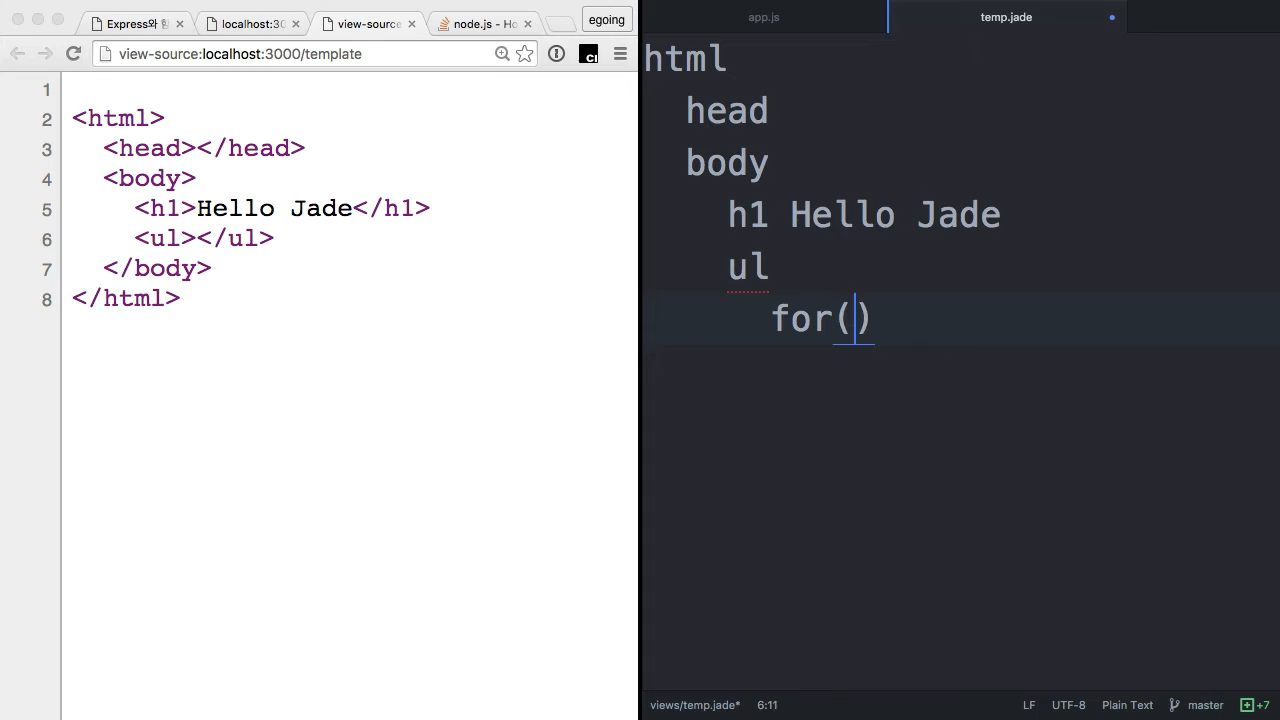 Express와 힘
localhost:30
view-source
node.js - Ho
egoing
view-source:localhost:3000/template
1
2 <html>
3 <head></head>
4 <body>
5 <h1>Hello Jade</h1>
6 <ul></ul>
7 </body>
8 </html>
app.js
temp.jade
html
head
body
h1 Hello Jade
ul
for()
views/temp.jade*
6:11
LF
UTF-8
Plain Text
master
+7